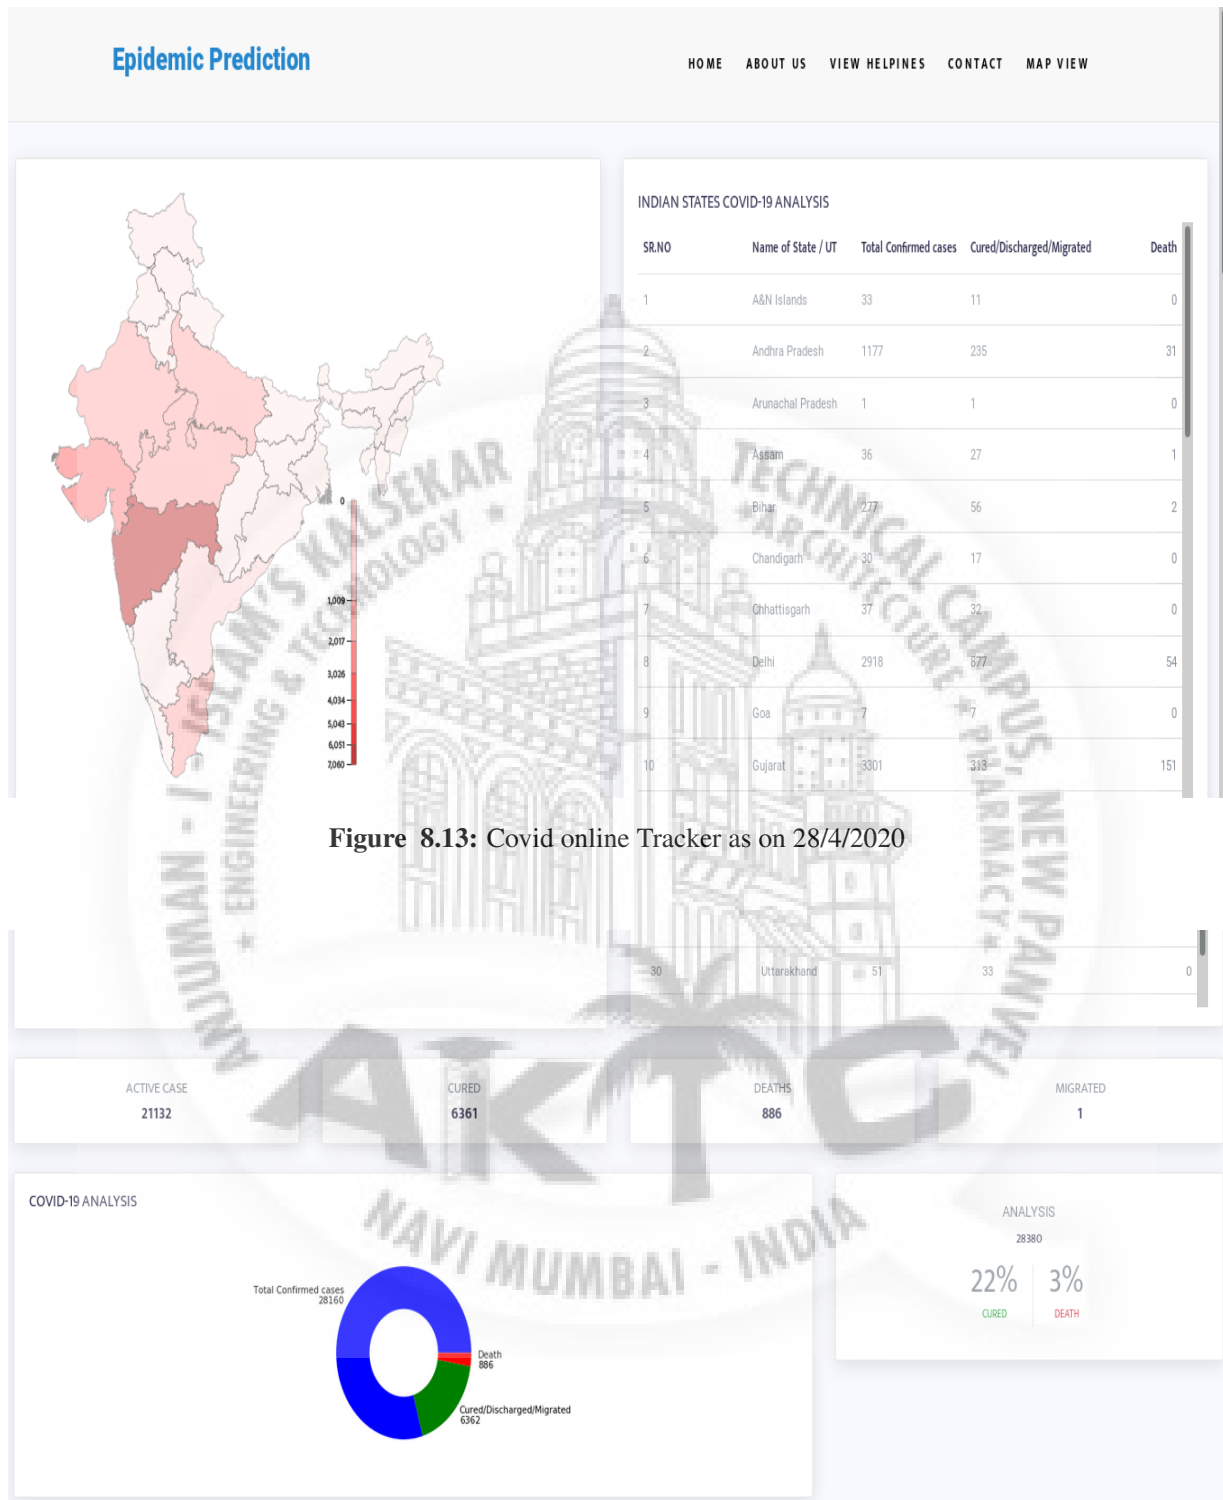 Epidemic Prediction
HOME ABOUT US VIEW HELPINES CONTACT MAP VIEW
INDIAN STATES COVID-19 ANALYSIS
SR.NO Name of State / UT Total Confirmed cases Cured/Discharged/Migrated Death
1 A&N Islands 33 11 0
2 Andhra Pradesh 1177 235 31
3 Arunachal Pradesh 1 1 0
4 Assam 36 27 1
5 Bihar 277 56 2
6 Chandigarh 30 17 0
7 Chhattisgarh 37 32 0
8 Delhi 2918 877 54
9 Goa 7 7 0
10 Gujarat 3301 313 151
0
1,009
2,017
3,026
4,034
5,043
6,051
7,060
Figure 8.13: Covid online Tracker as on 28/4/2020
30 Uttarakhand 51 33 0
ACTIVE CASE
21132
CURED
6361
DEATHS
886
MIGRATED
1
COVID-19 ANALYSIS
Total Confirmed cases
28160
Death
886
Cured/Discharged/Migrated
6362
ANALYSIS
28380
22% 3%
CURED DEATH
ANJUMAN - I - ISLAM'S KALSEKAR TECHNICAL CAMPUS, NEW PANVEL
ENGINEERING & TECHNOLOGY
ARCHITECTURE
PHARMACY
AKTC
NAVI MUMBAI - INDIA